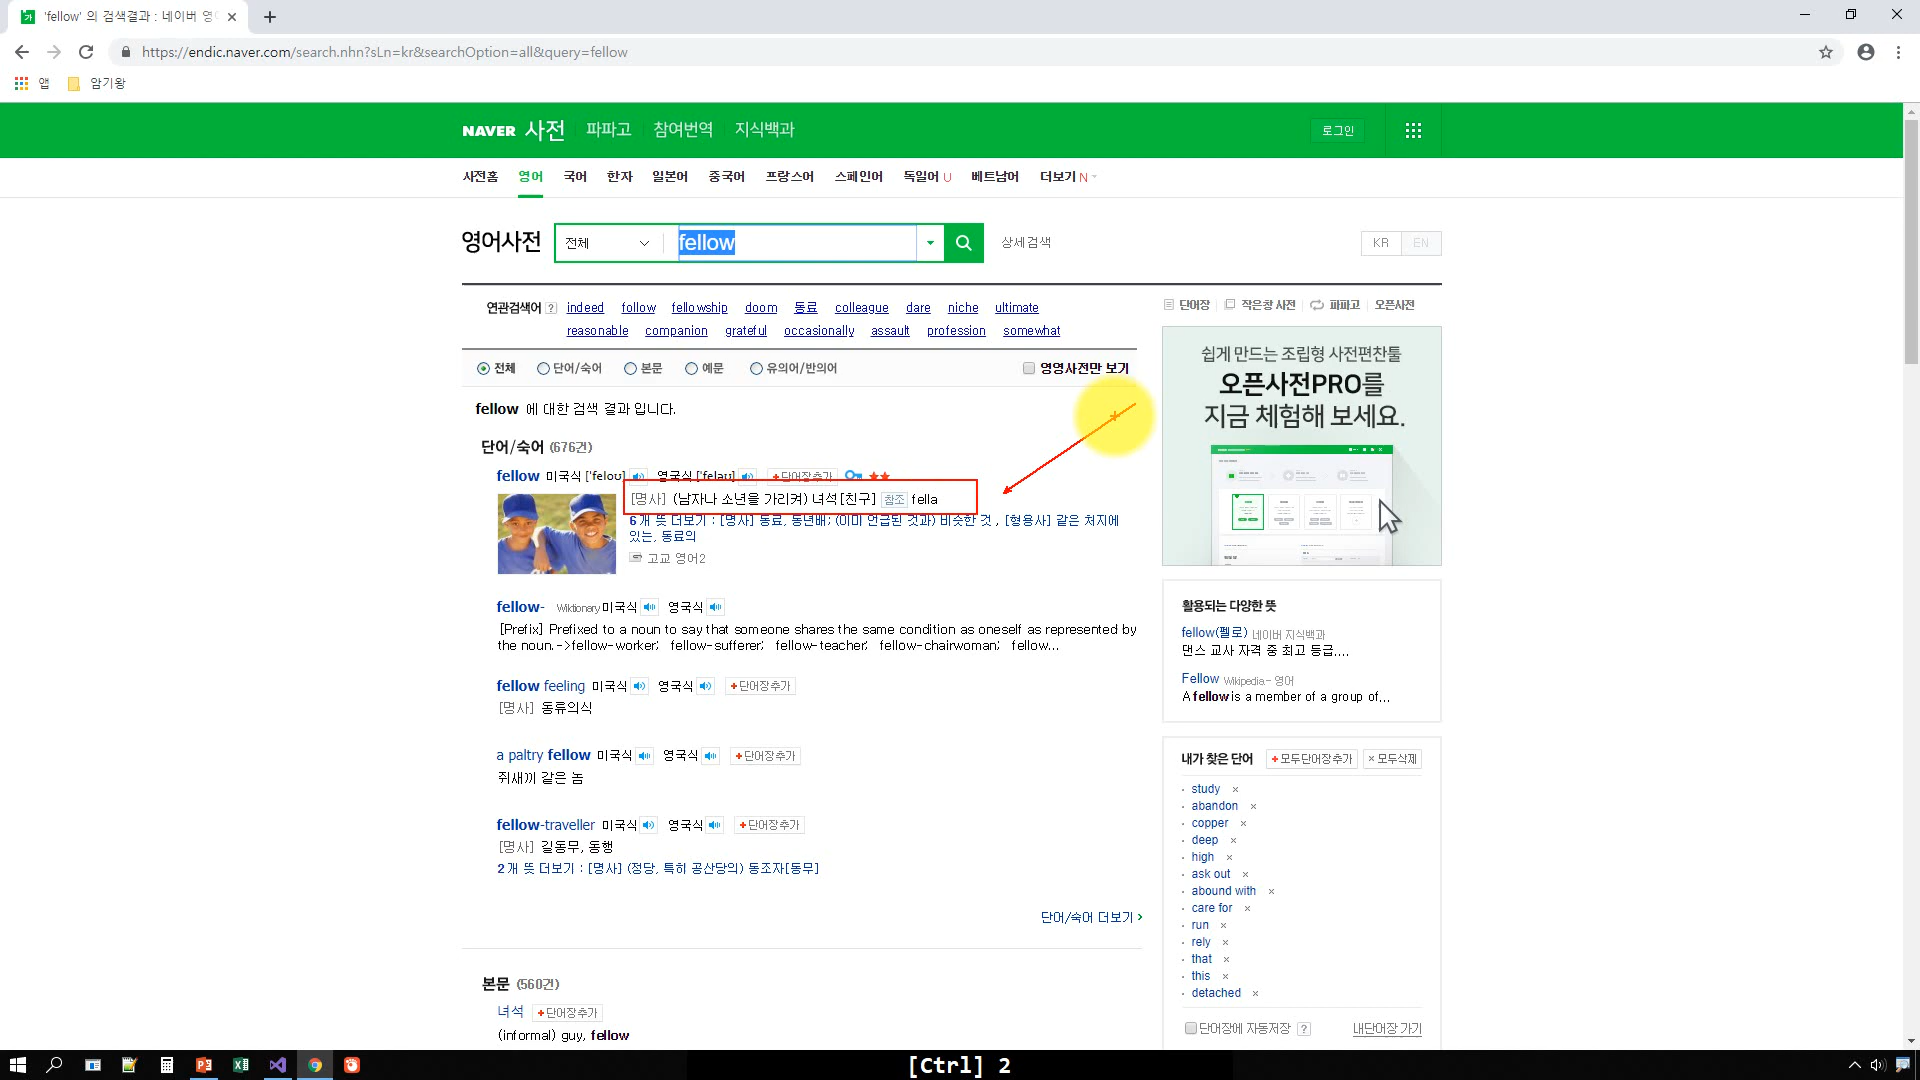 'fellow' 의 검색결과 : 네이버 영
https://endic.naver.com/search.nhn?sLn=kr&searchOption=all&query=fellow
앱 암기왕
NAVER 사전 파파고 참여번역 지식백과 로그인
사전홈 영어 국어 한자 일본어 중국어 프랑스어 스페인어 독일어 U 베트남어 더보기 N
영어사전 전체 fellow 상세검색 KR EN
연관검색어 ? indeed follow fellowship doom 동료 colleague dare niche ultimate
reasonable companion grateful occasionally assault profession somewhat
전체 단어/숙어 본문 예문 유의어/반의어 영영사전만 보기
fellow 에 대한 검색 결과 입니다.
단어/숙어 (676건)
fellow 미국식 ['feloʊ] 영국식 ['feləʊ] +단어장추가 ★★
[명사] (남자나 소년을 가리켜) 녀석[친구] 참조 fella
6개 뜻 더보기 : [명사] 동료, 동년배; (이미 언급된 것과) 비슷한 것 , [형용사] 같은 처지에
있는, 동료의
고교 영어2
fellow- Wiktionary 미국식 영국식
[Prefix] Prefixed to a noun to say that someone shares the same condition as oneself as represented by
the noun.->fellow-worker; fellow-sufferer; fellow-teacher; fellow-chairwoman; fellow...
fellow feeling 미국식 영국식 +단어장추가
[명사] 동류의식
a paltry fellow 미국식 영국식 +단어장추가
쥐새끼 같은 놈
fellow-traveller 미국식 영국식 +단어장추가
[명사] 길동무, 동행
2개 뜻 더보기 : [명사] (정당, 특히 공산당의) 동조자[동무]
단어/숙어 더보기 >
본문 (560건)
녀석 +단어장추가
(informal) guy, fellow
단어장 작은창 사전 파파고 오픈사전
쉽게 만드는 조립형 사전편찬툴
오픈사전PRO를
지금 체험해 보세요.
활용되는 다양한 뜻
fellow(펠로) 네이버 지식백과
댄스 교사 자격 중 최고 등급....
Fellow Wikipedia- 영어
A fellow is a member of a group of...
내가 찾은 단어 +모두단어장추가 ×모두삭제
study ×
abandon ×
copper ×
deep ×
high ×
ask out ×
abound with ×
care for ×
run ×
rely ×
that ×
this ×
detached ×
단어장에 자동저장 ? 내단어장 가기
[Ctrl] 2